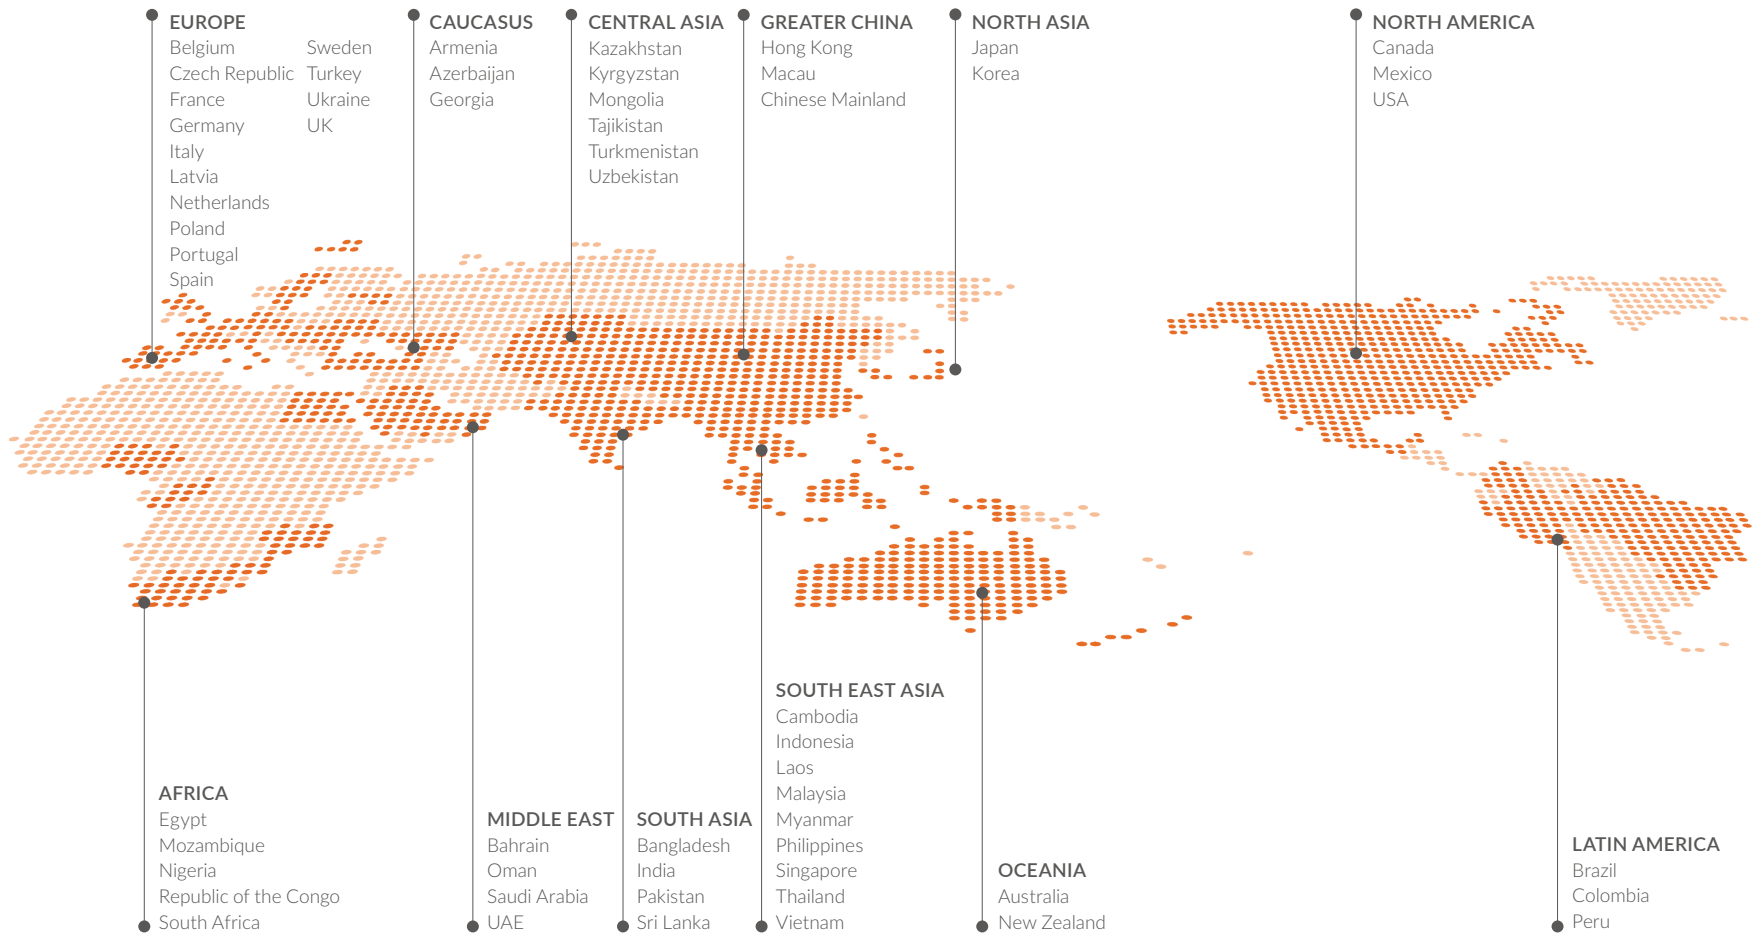 EUROPE
Belgium
Czech Republic
France
Germany
Italy
Latvia
Netherlands
Poland
Portugal
Spain
Sweden
Turkey
Ukraine
UK
CAUCASUS
Armenia
Azerbaijan
Georgia
CENTRAL ASIA
Kazakhstan
Kyrgyzstan
Mongolia
Tajikistan
Turkmenistan
Uzbekistan
GREATER CHINA
Hong Kong
Macau
Chinese Mainland
NORTH ASIA
Japan
Korea
NORTH AMERICA
Canada
Mexico
USA
AFRICA
Egypt
Mozambique
Nigeria
Republic of the Congo
South Africa
MIDDLE EAST
Bahrain
Oman
Saudi Arabia
UAE
SOUTH ASIA
Bangladesh
India
Pakistan
Sri Lanka
SOUTH EAST ASIA
Cambodia
Indonesia
Laos
Malaysia
Myanmar
Philippines
Singapore
Thailand
Vietnam
OCEANIA
Australia
New Zealand
LATIN AMERICA
Brazil
Colombia
Peru